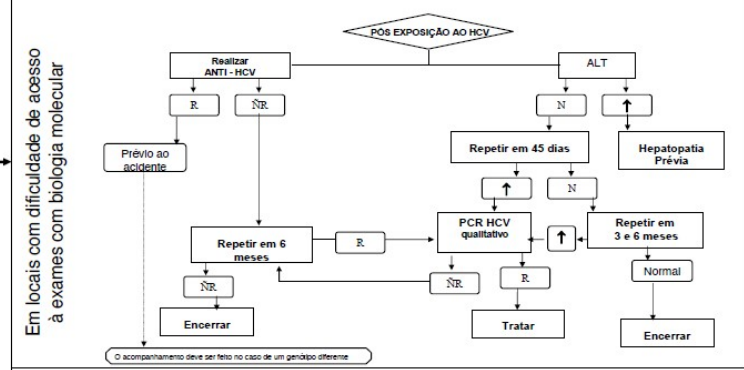 Em locais com dificuldade de acesso
à exames com biologia molecular
PÓS EXPOSIÇÃO AO HCV
Realizar
ANTI - HCV
ALT
R
ÑR
N
↑
Prévio ao
acidente
Repetir em 45 dias
Hepatopatia
Prévia
↑
N
Repetir em 6
meses
R
PCR HCV
qualitativo
↑
Repetir em
3 e 6 meses
ÑR
ÑR
R
Normal
Encerrar
Tratar
Encerrar
O acompanhamento deve ser feito no caso de um genótipo diferente